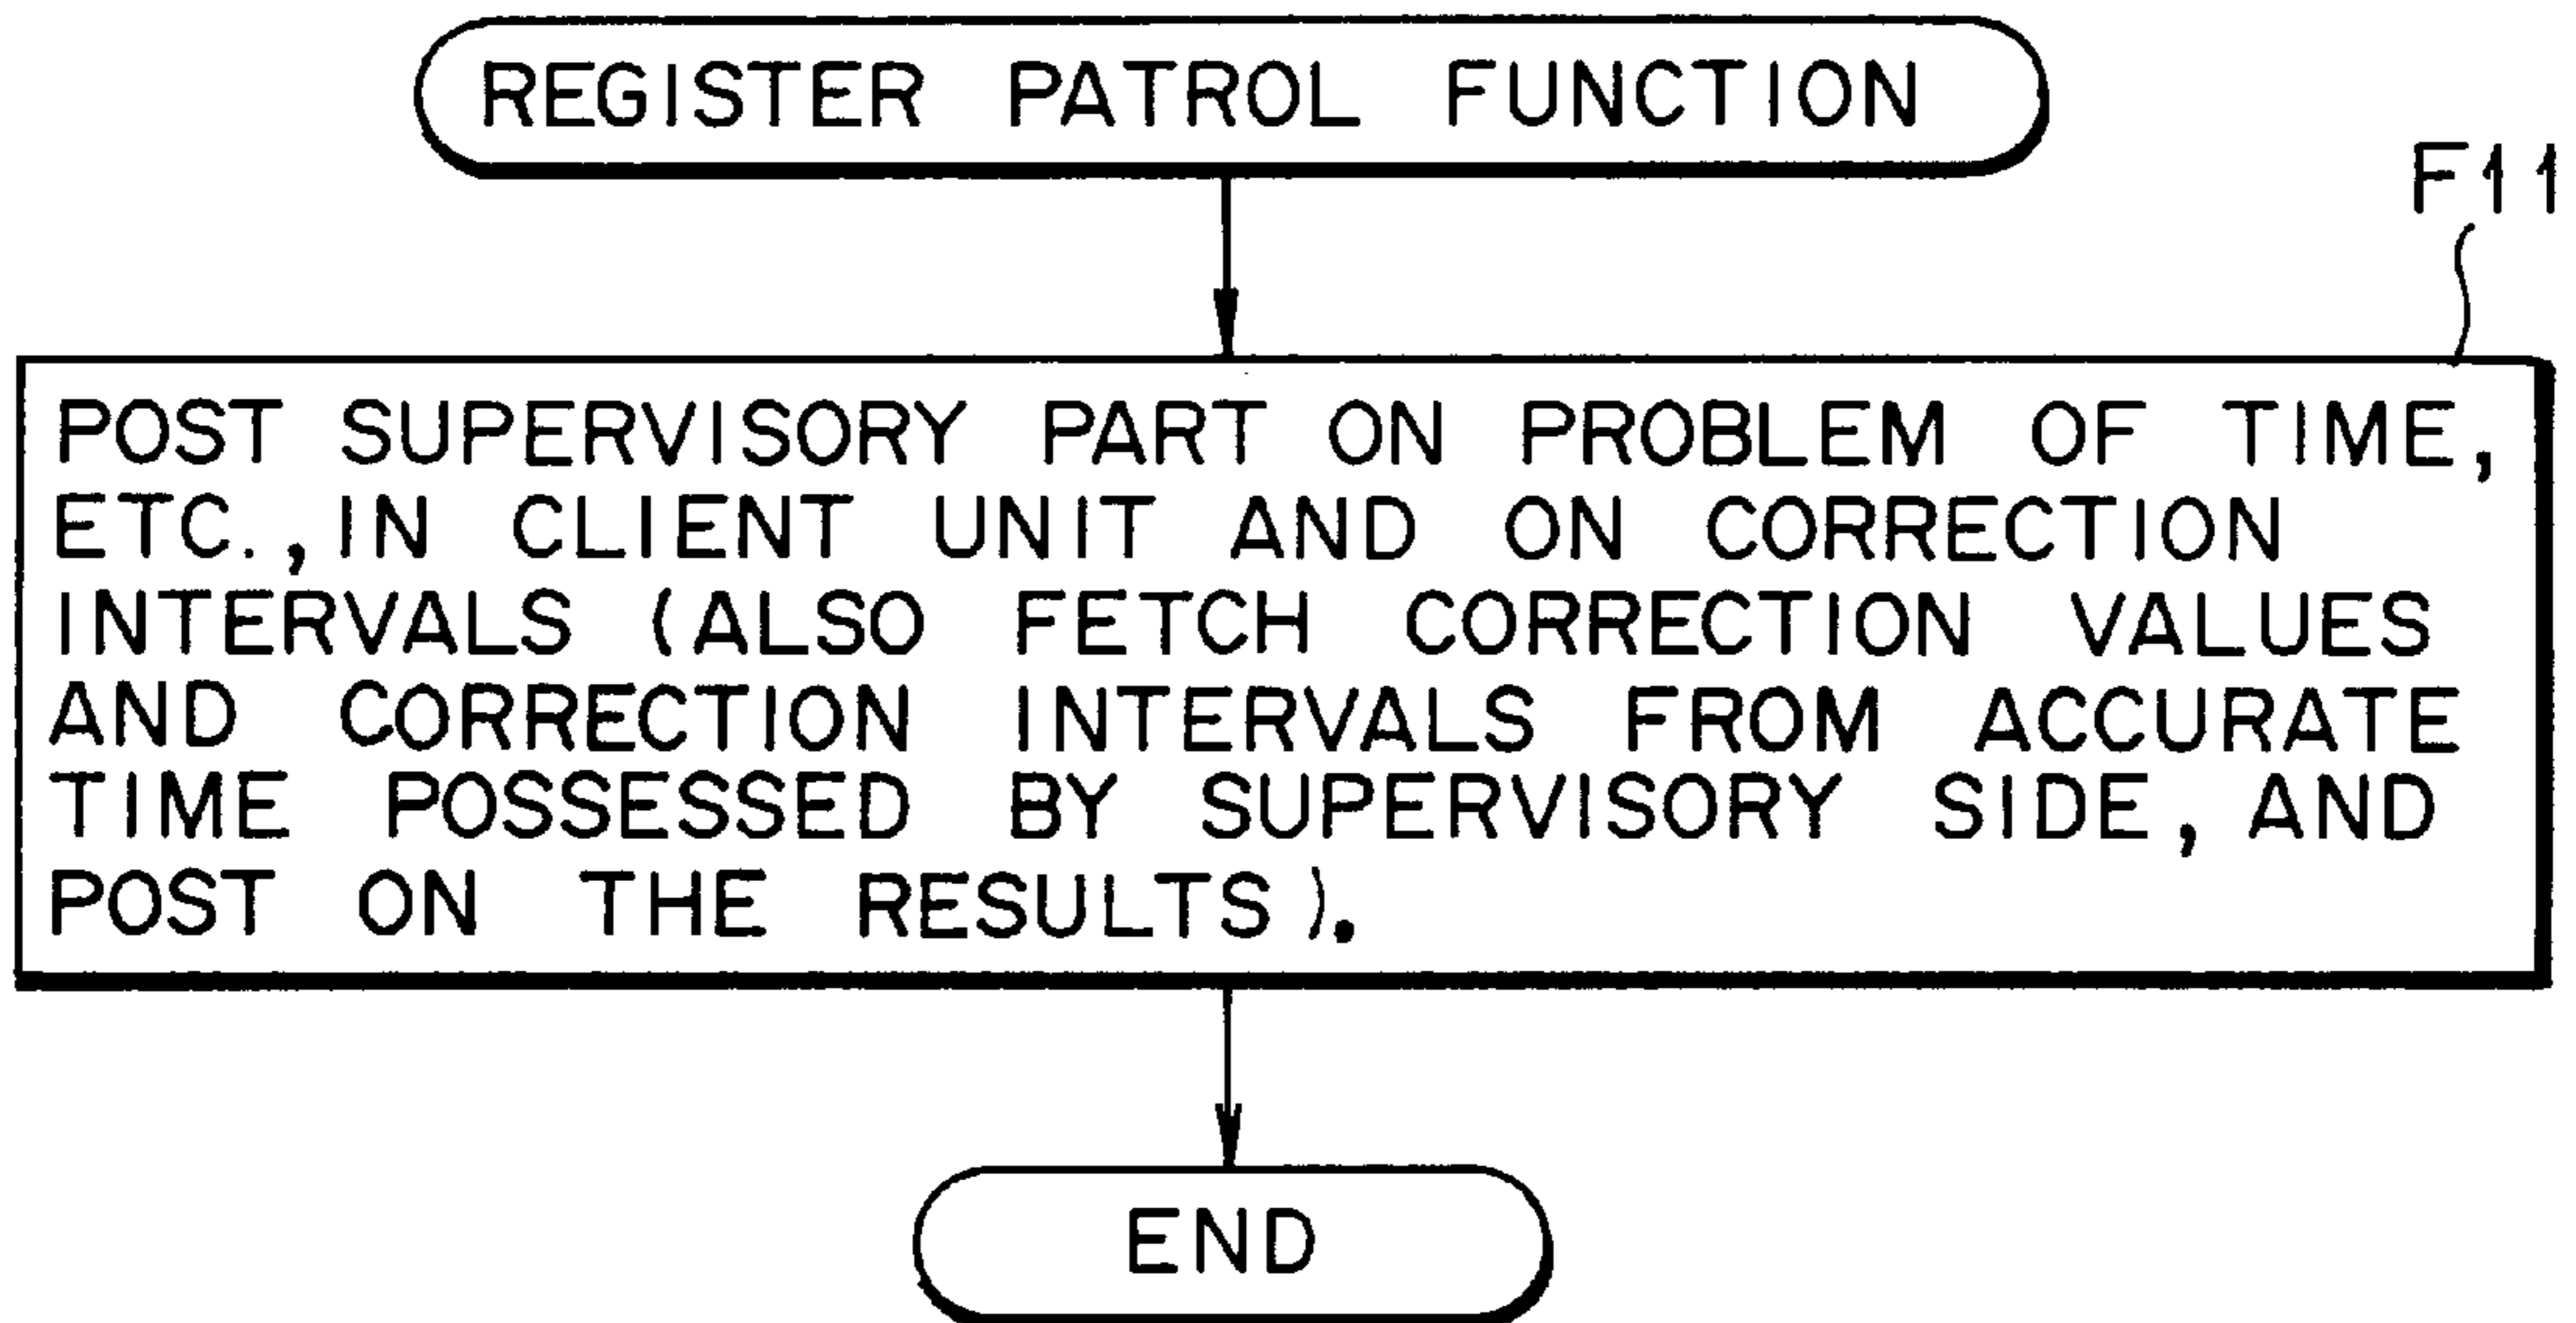 REGISTER PATROL FUNCTION
F11
POST SUPERVISORY PART ON PROBLEM OF TIME,
ETC., IN CLIENT UNIT AND ON CORRECTION
INTERVALS (ALSO FETCH CORRECTION VALUES
AND CORRECTION INTERVALS FROM ACCURATE
TIME POSSESSED BY SUPERVISORY SIDE, AND
POST ON THE RESULTS).
END